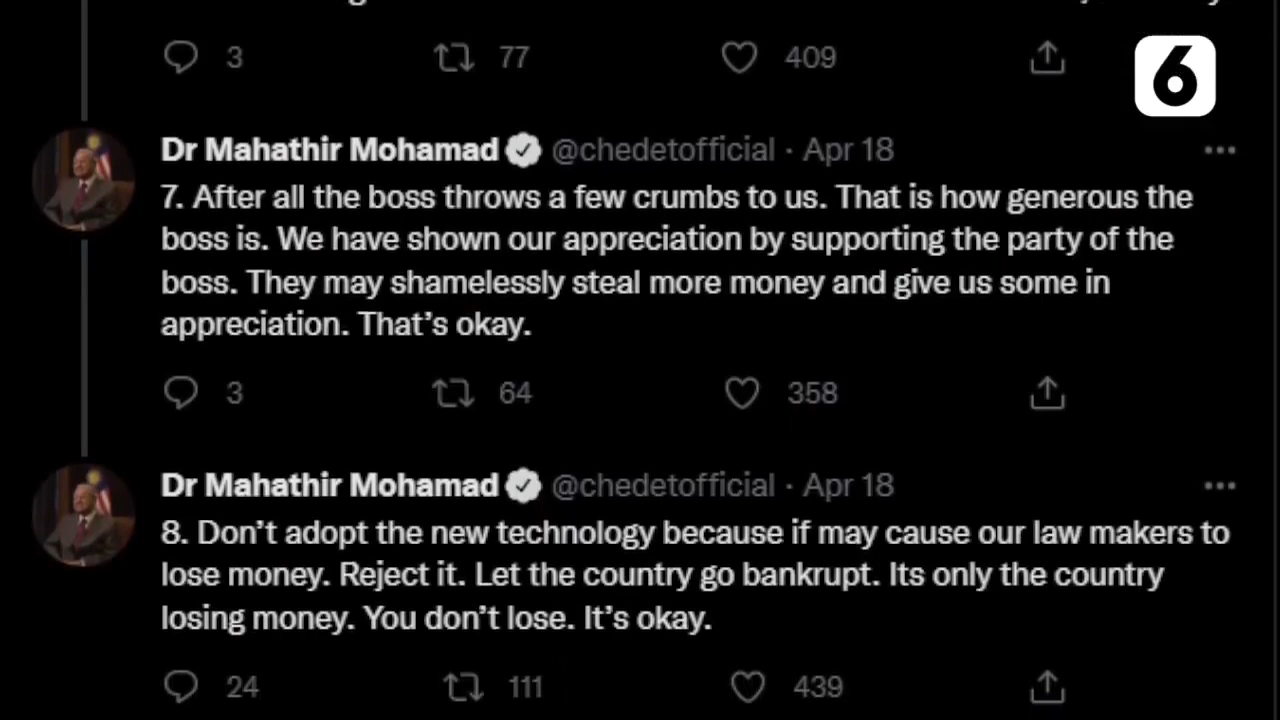 3 77 409
6
Dr Mahathir Mohamad @chedetofficial · Apr 18
7. After all the boss throws a few crumbs to us. That is how generous the
boss is. We have shown our appreciation by supporting the party of the
boss. They may shamelessly steal more money and give us some in
appreciation. That’s okay.
3 64 358
Dr Mahathir Mohamad @chedetofficial · Apr 18
8. Don’t adopt the new technology because if may cause our law makers to
lose money. Reject it. Let the country go bankrupt. Its only the country
losing money. You don’t lose. It’s okay.
24 111 439